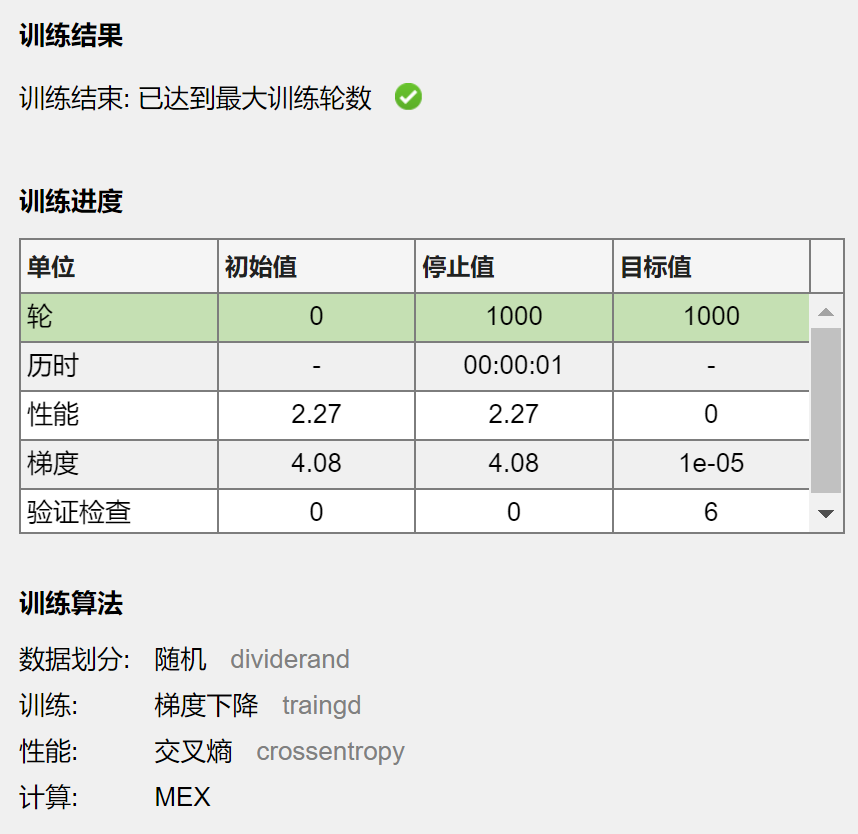 训练结果
训练结束: 已达到最大训练轮数
训练进度
单位 初始值 停止值 目标值
轮 0 1000 1000
历时 - 00:00:01 -
性能 2.27 2.27 0
梯度 4.08 4.08 1e-05
验证检查 0 0 6
训练算法
数据划分: 随机 dividerand
训练: 梯度下降 traingd
性能: 交叉熵 crossentropy
计算: MEX